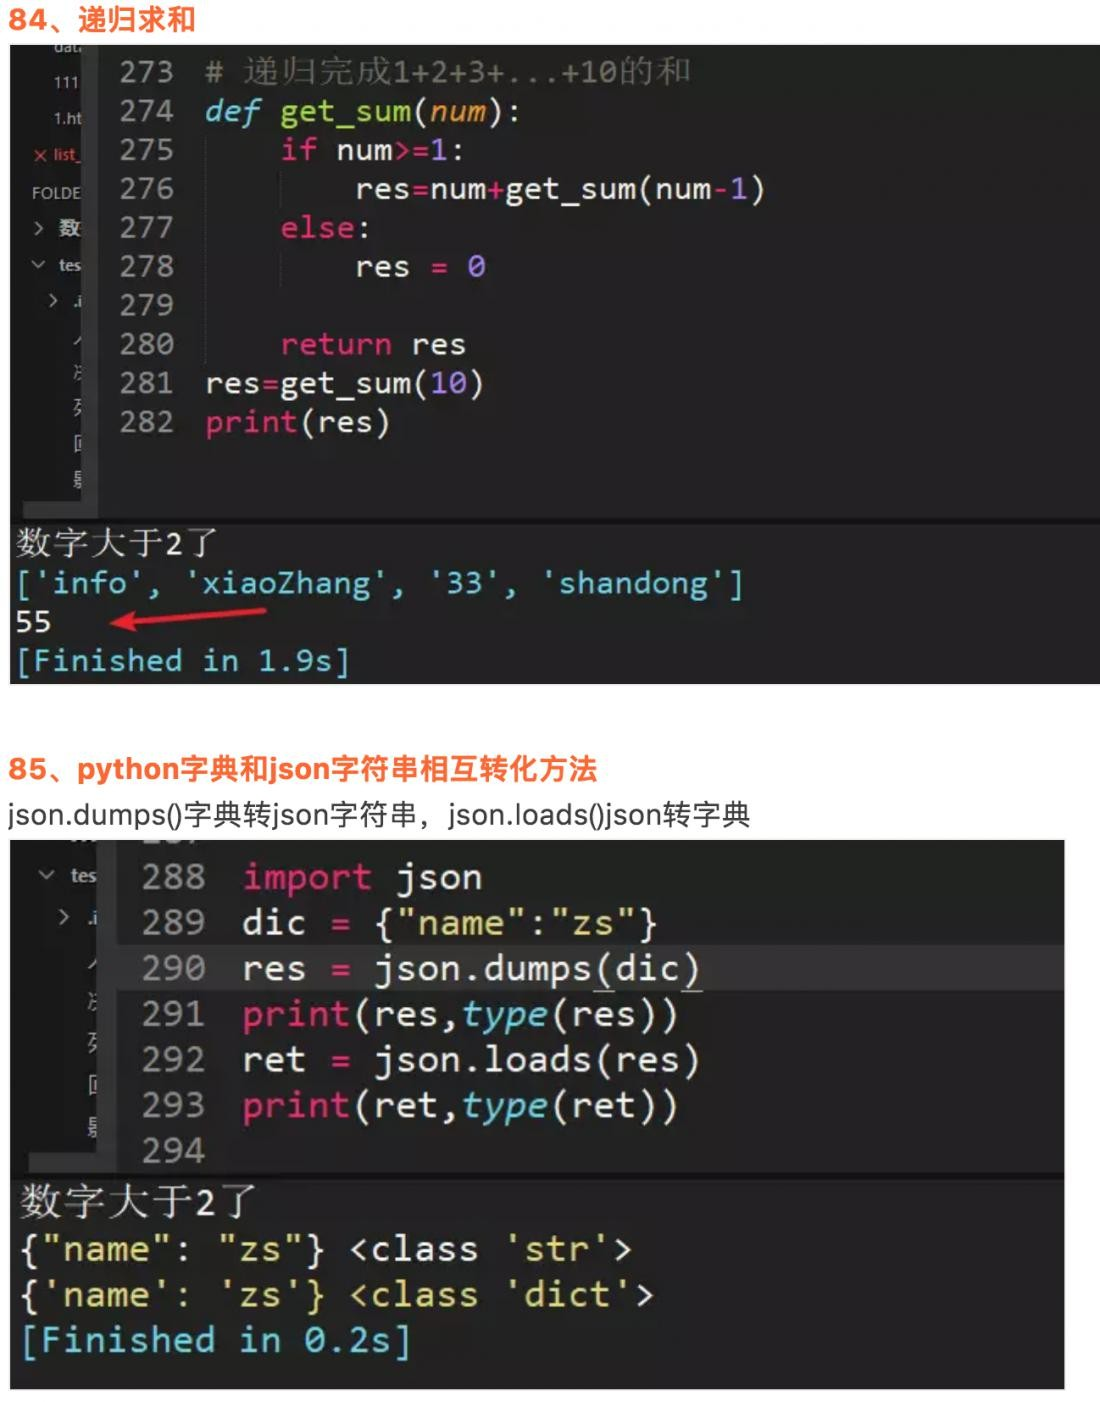 84、递归求和
111
1.ht
× list_
FOLDE
数
tes
273 # 递归完成1+2+3+...+10的和
274 def get_sum(num):
275 if num>=1:
276 res=num+get_sum(num-1)
277 else:
278 res = 0
279
280 return res
281 res=get_sum(10)
282 print(res)
数字大于2了
['info', 'xiaoZhang', '33', 'shandong']
55
[Finished in 1.9s]
85、python字典和json字符串相互转化方法
json.dumps()字典转json字符串，json.loads()json转字典
tes
288 import json
289 dic = {"name":"zs"}
290 res = json.dumps(dic)
291 print(res,type(res))
292 ret = json.loads(res)
293 print(ret,type(ret))
294
数字大于2了
{"name": "zs"} <class 'str'>
{'name': 'zs'} <class 'dict'>
[Finished in 0.2s]